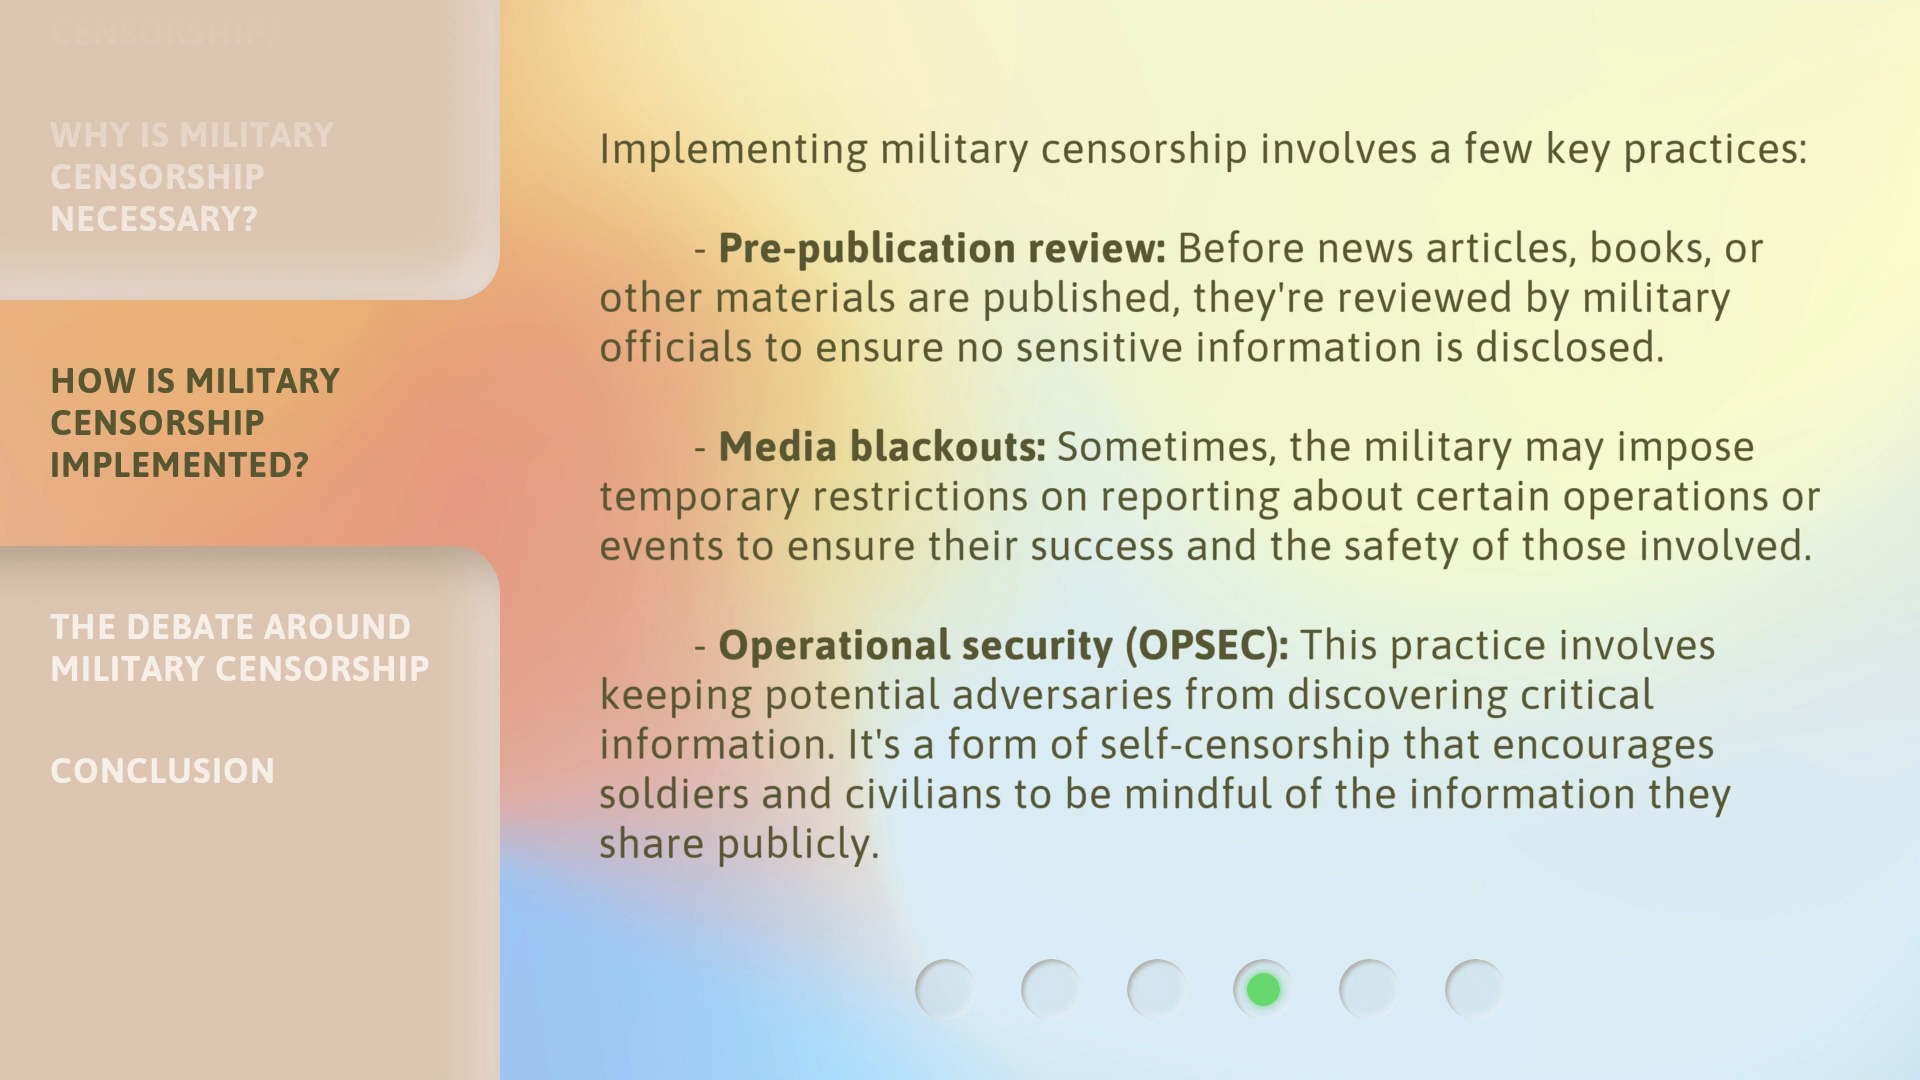 CENSORSHIP?
WHY IS MILITARY
CENSORSHIP
NECESSARY?
HOW IS MILITARY
CENSORSHIP
IMPLEMENTED?
THE DEBATE AROUND
MILITARY CENSORSHIP
CONCLUSION
Implementing military censorship involves a few key practices:
- Pre-publication review: Before news articles, books, or
other materials are published, they're reviewed by military
officials to ensure no sensitive information is disclosed.
- Media blackouts: Sometimes, the military may impose
temporary restrictions on reporting about certain operations or
events to ensure their success and the safety of those involved.
- Operational security (OPSEC): This practice involves
keeping potential adversaries from discovering critical
information. It's a form of self-censorship that encourages
soldiers and civilians to be mindful of the information they
share publicly.